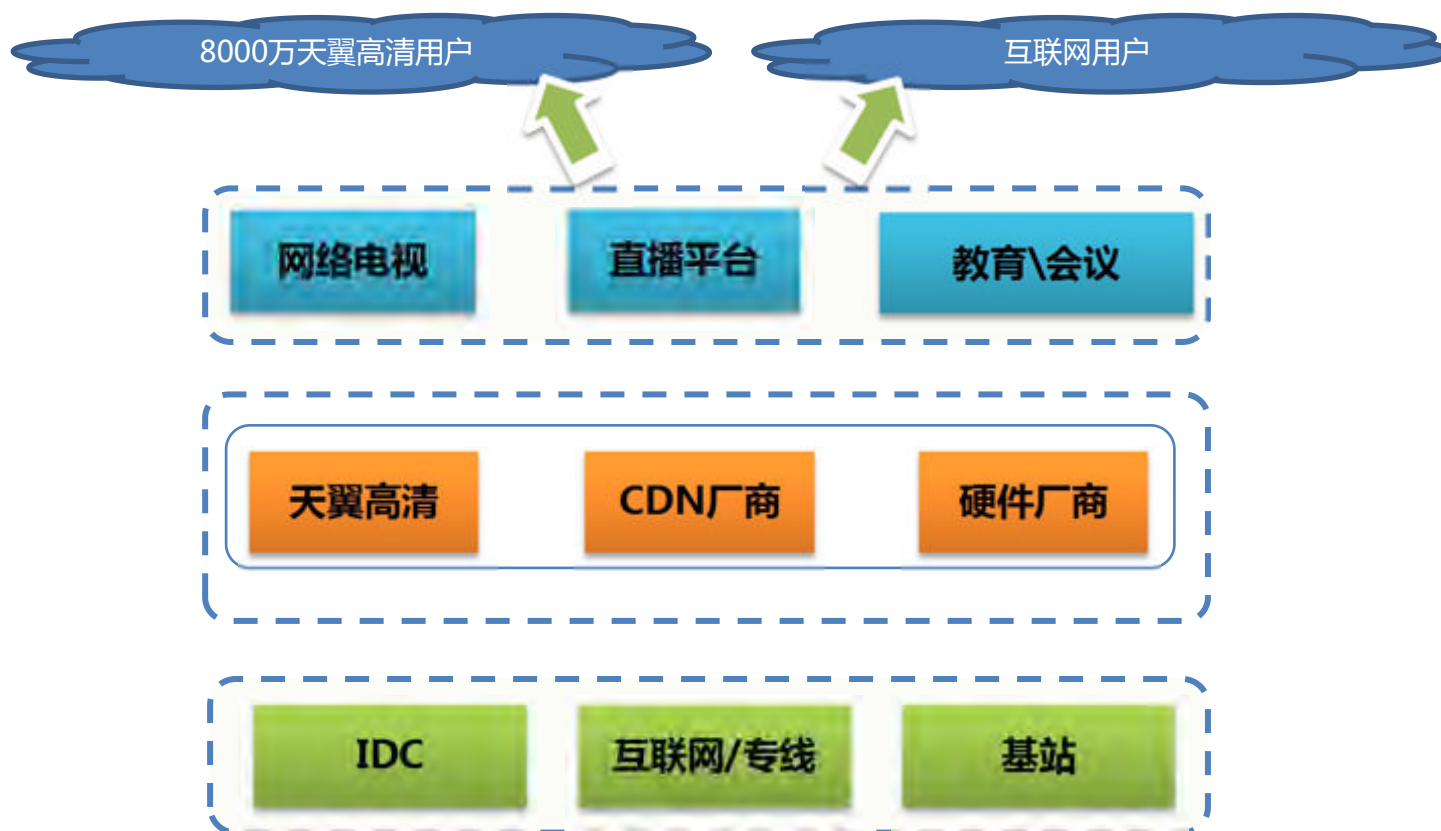 8000万天翼高清用户
互联网用户
网络电视
直播平台
教育\会议
天翼高清
CDN厂商
硬件厂商
IDC
互联网/专线
基站